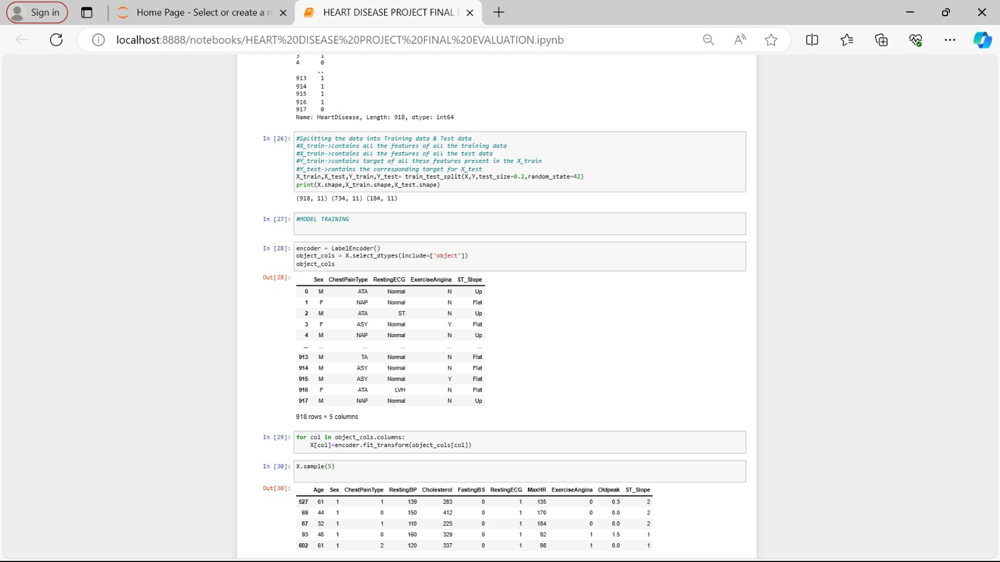 Sign in
Home Page - Select or create a n
HEART DISEASE PROJECT FINAL E
localhost:8888/notebooks/HEART%20DISEASE%20PROJECT%20FINAL%20EVALUATION.ipynb
3 1
4 0
..
913 1
914 1
915 1
916 1
917 0
Name: HeartDisease, Length: 918, dtype: int64
In [26]: #Splitting the data into Training data & Test data
#X_train->contains all the features of all the training data
#X_train->contains all the features of all the test data
#Y_train->contains target of all these features present in the X_train
#Y_test->contains the corresponding target for X_test
X_train,X_test,Y_train,Y_test= train_test_split(X,Y,test_size=0.2,random_state=42)
print(X.shape,X_train.shape,X_test.shape)
(918, 11) (734, 11) (184, 11)
In [27]: #MODEL TRAINING
In [28]: encoder = LabelEncoder()
object_cols = X.select_dtypes(include=['object'])
object_cols
Out[28]:
Sex ChestPainType RestingECG ExerciseAngina ST_Slope
0 M ATA Normal N Up
1 F NAP Normal N Flat
2 M ATA ST N Up
3 F ASY Normal Y Flat
4 M NAP Normal N Up
... ... ... ... ... ...
913 M TA Normal N Flat
914 M ASY Normal N Flat
915 M ASY Normal Y Flat
916 F ATA LVH N Flat
917 M NAP Normal N Up
918 rows × 5 columns
In [29]: for col in object_cols.columns:
X[col]=encoder.fit_transform(object_cols[col])
In [30]: X.sample(5)
Out[30]:
Age Sex ChestPainType RestingBP Cholesterol FastingBS RestingECG MaxHR ExerciseAngina Oldpeak ST_Slope
527 61 1 1 139 283 0 1 135 0 0.3 2
69 44 1 0 150 412 0 1 170 0 0.0 2
67 32 1 1 110 225 0 1 184 0 0.0 2
93 48 1 0 160 329 0 1 92 1 1.5 1
602 61 1 2 120 337 0 1 98 1 0.0 1